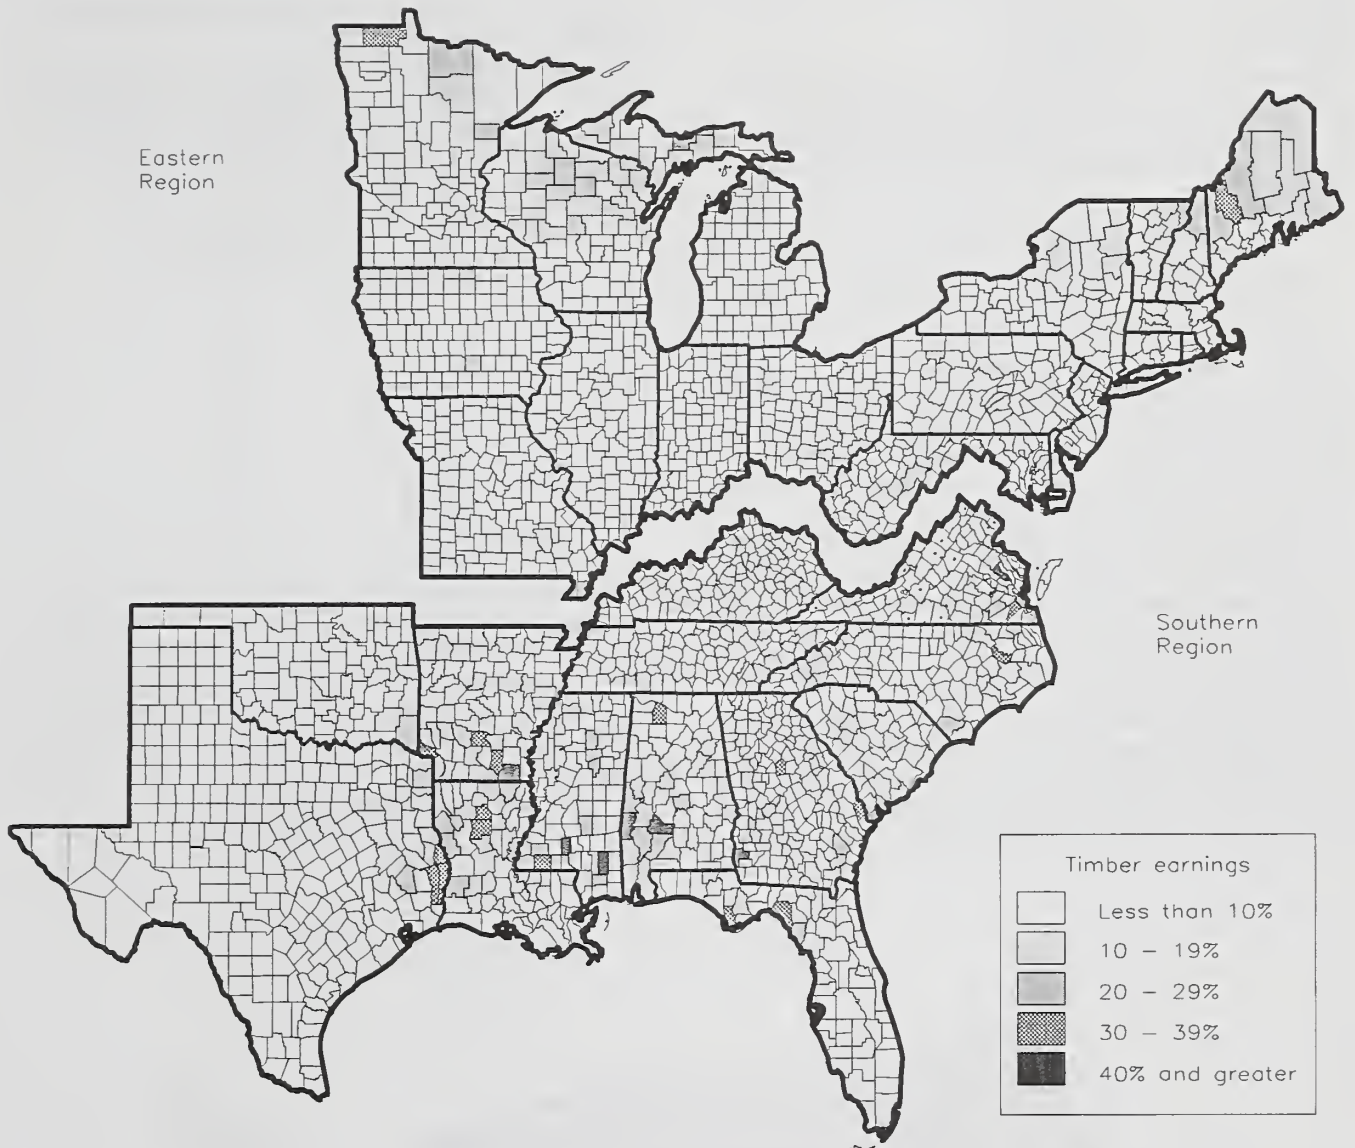 Eastern
Region
Southern
Region
Timber earnings
Less than 10%
10 – 19%
20 – 29%
30 – 39%
40% and greater